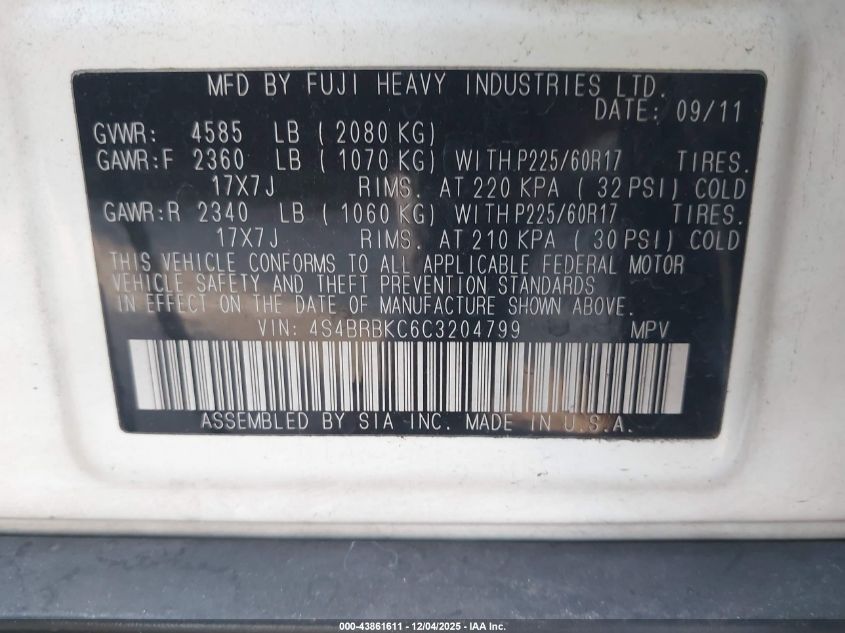 MFD BY FUJI HEAVY INDUSTRIES LTD.
DATE: 09/11
GVWR: 4585 LB ( 2080 KG)
GAWR:F 2360 LB ( 1070 KG) WITH P225/60R17 TIRES.
17X7J RIMS. AT 220 KPA ( 32 PSI) COLD
GAWR:R 2340 LB ( 1060 KG) WITH P225/60R17 TIRES.
17X7J RIMS. AT 210 KPA ( 30 PSI) COLD
THIS VEHICLE CONFORMS TO ALL APPLICABLE FEDERAL MOTOR
VEHICLE SAFETY AND THEFT PREVENTION STANDARDS
IN EFFECT ON THE DATE OF MANUFACTURE SHOWN ABOVE.
VIN: 4S4BRBKC6C3204799 MPV
ASSEMBLED BY SIA INC. MADE IN U.S.A.
000-43861611 - 12/04/2025 - IAA Inc.